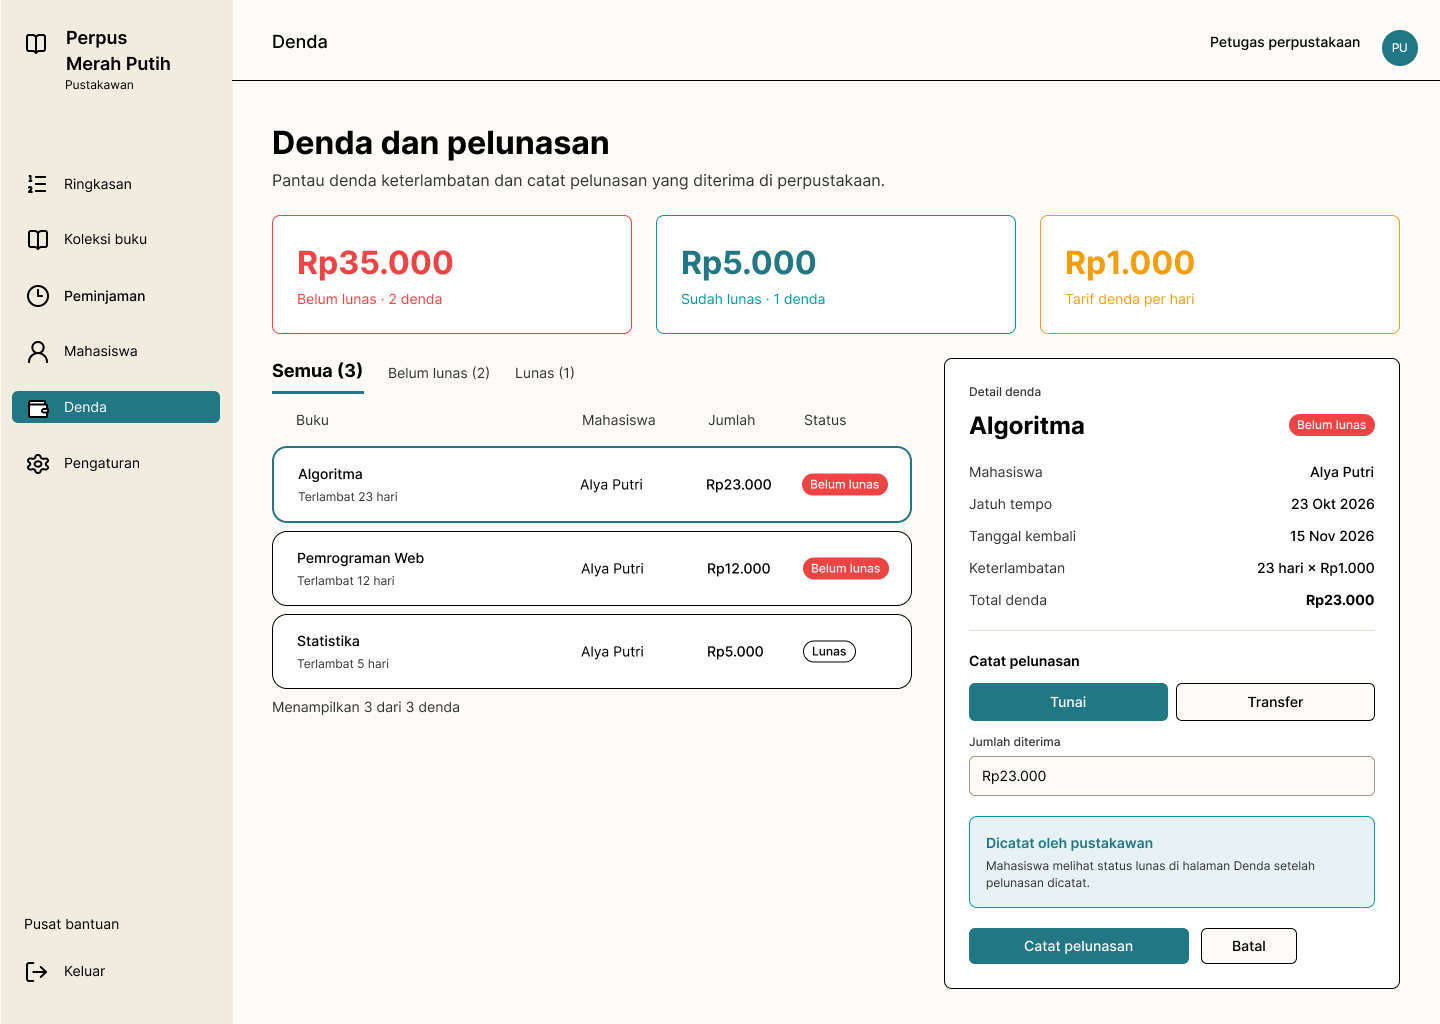 Perpus
Merah Putih
Pustakawan
Ringkasan
Koleksi buku
Peminjaman
Mahasiswa
Denda
Pengaturan
Pusat bantuan
Keluar
Denda
Petugas perpustakaan
PU
Denda dan pelunasan
Pantau denda keterlambatan dan catat pelunasan yang diterima di perpustakaan.
Rp35.000
Belum lunas · 2 denda
Rp5.000
Sudah lunas · 1 denda
Rp1.000
Tarif denda per hari
Semua (3) Belum lunas (2) Lunas (1)
Buku Mahasiswa Jumlah Status
Algoritma
Terlambat 23 hari
Alya Putri Rp23.000 Belum lunas
Pemrograman Web
Terlambat 12 hari
Alya Putri Rp12.000 Belum lunas
Statistika
Terlambat 5 hari
Alya Putri Rp5.000 Lunas
Menampilkan 3 dari 3 denda
Detail denda
Algoritma Belum lunas
Mahasiswa Alya Putri
Jatuh tempo 23 Okt 2026
Tanggal kembali 15 Nov 2026
Keterlambatan 23 hari × Rp1.000
Total denda Rp23.000
Catat pelunasan
Tunai Transfer
Jumlah diterima
Rp23.000
Dicatat oleh pustakawan
Mahasiswa melihat status lunas di halaman Denda setelah
pelunasan dicatat.
Catat pelunasan Batal